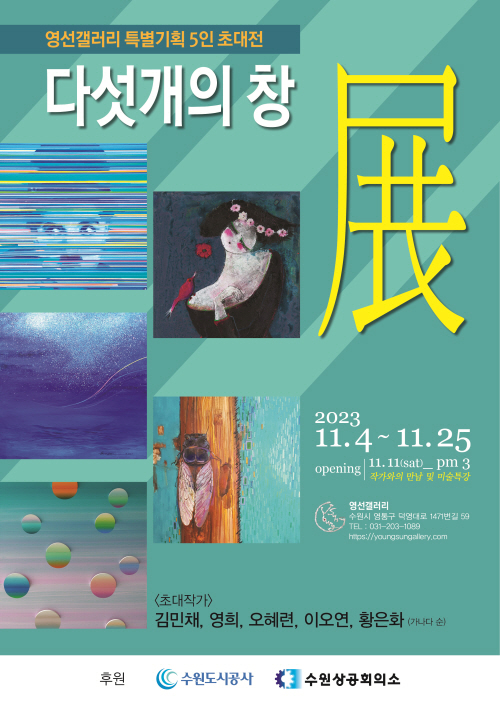 영선갤러리 특별기획 5인 초대전
다섯개의 창
展
2023
11.4~11.25
opening | 11.11(sat)_ pm 3
작가와의 만남 및 미술특강
영선갤러리
수원시 영통구 덕영대로 1471번길 59
TEL : 031-203-1089
https://youngsungallery.com
〈초대작가〉
김민채, 영희, 오혜련, 이오연, 황은화 (가나다 순)
후원 수원도시공사 수원상공회의소